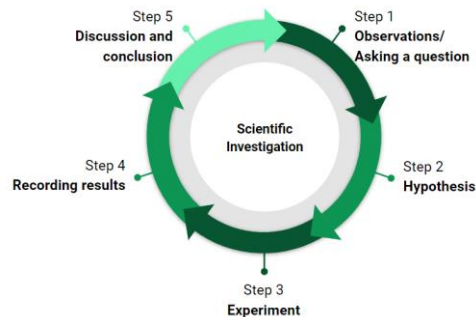 Step 1
Observations/
Asking a question
Step 2
Hypothesis
Step 3
Experiment
Step 4
Recording results
Step 5
Discussion and
conclusion
Scientific
Investigation